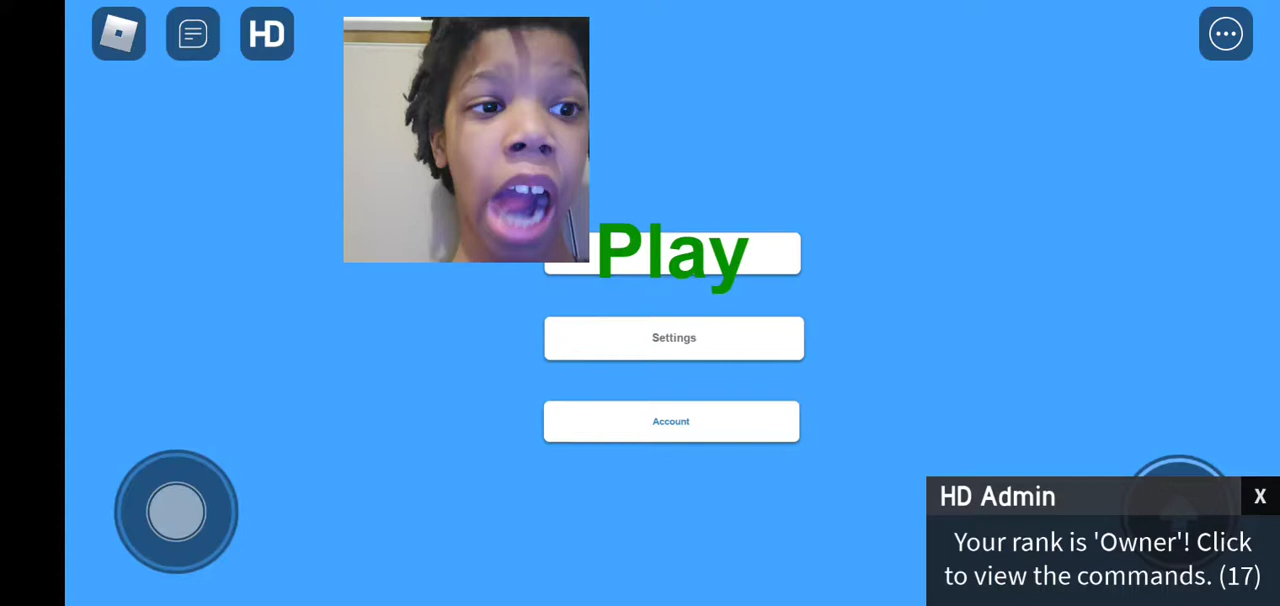 HD
Play
Settings
Account
HD Admin X
Your rank is 'Owner'! Click
to view the commands. (17)